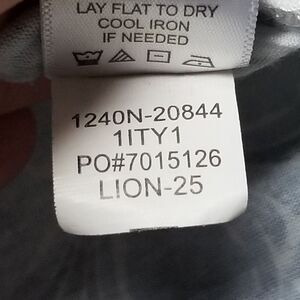 LAY FLAT TO DRY
COOL IRON
IF NEEDED
1240N-20844
1ITY1
PO#7015126
LION-25